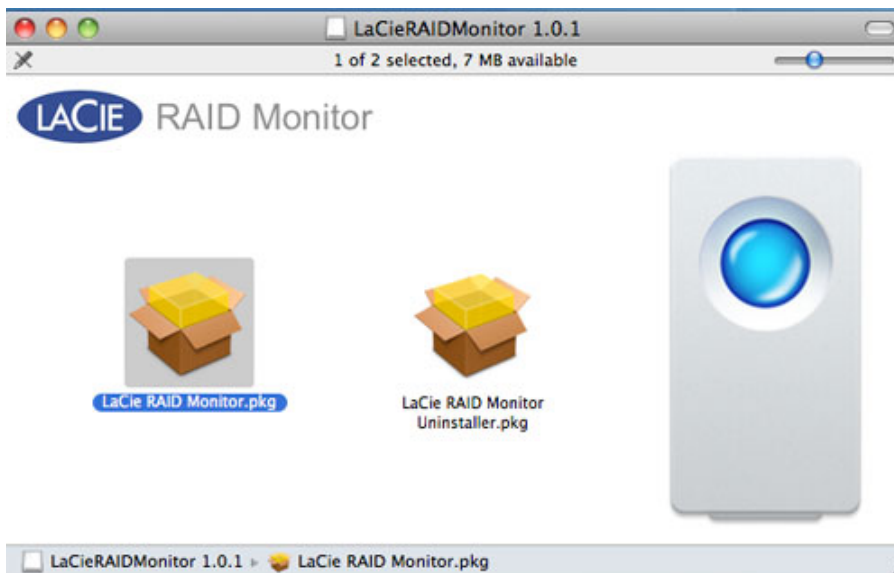 LaCieRAIDMonitor 1.0.1
1 of 2 selected, 7 MB available
LACIE RAID Monitor
LaCie RAID Monitor.pkg
LaCie RAID Monitor
Uninstaller.pkg
LaCieRAIDMonitor 1.0.1 ▸ LaCie RAID Monitor.pkg